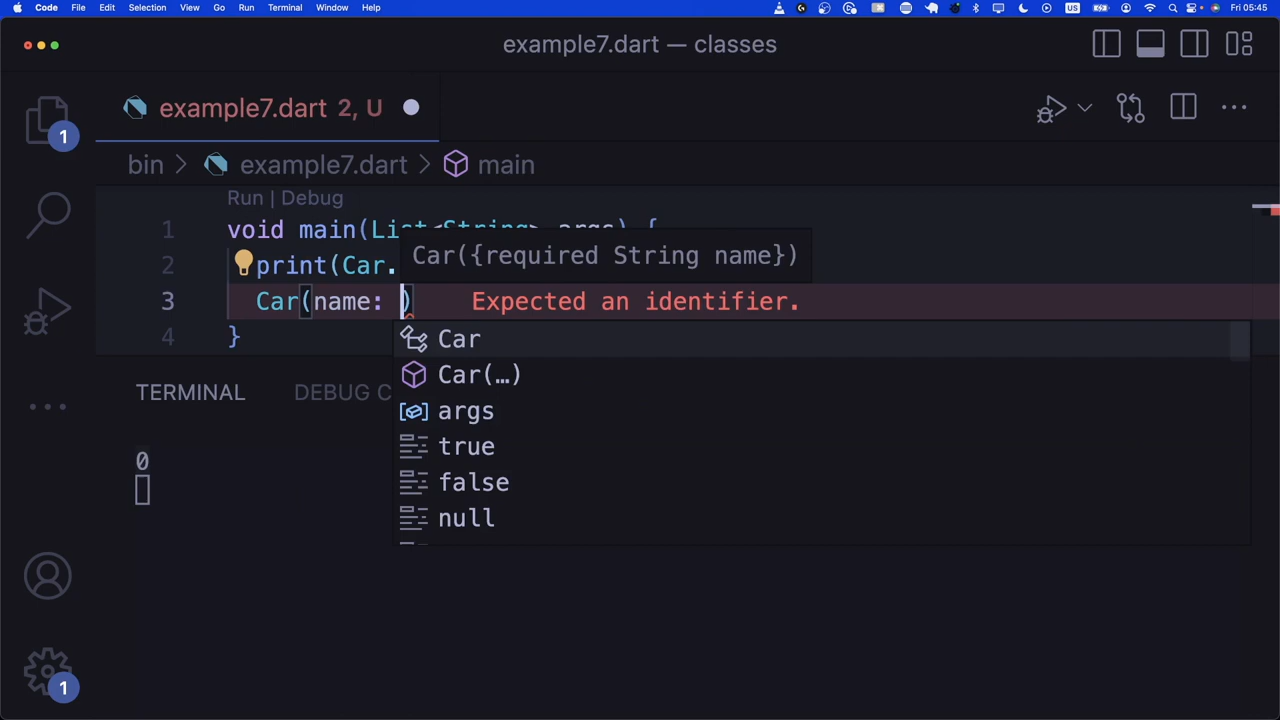 Code File Edit Selection View Go Run Terminal Window Help US Fri 05:45
example7.dart — classes
example7.dart 2, U
1
bin > example7.dart > main
Run | Debug
1 void main(List<String> args) {
Car({required String name})
2 print(Car.
3 Car(name: ) Expected an identifier.
4 }
Car
Car(…)
args
true
false
null
TERMINAL DEBUG C
0
1